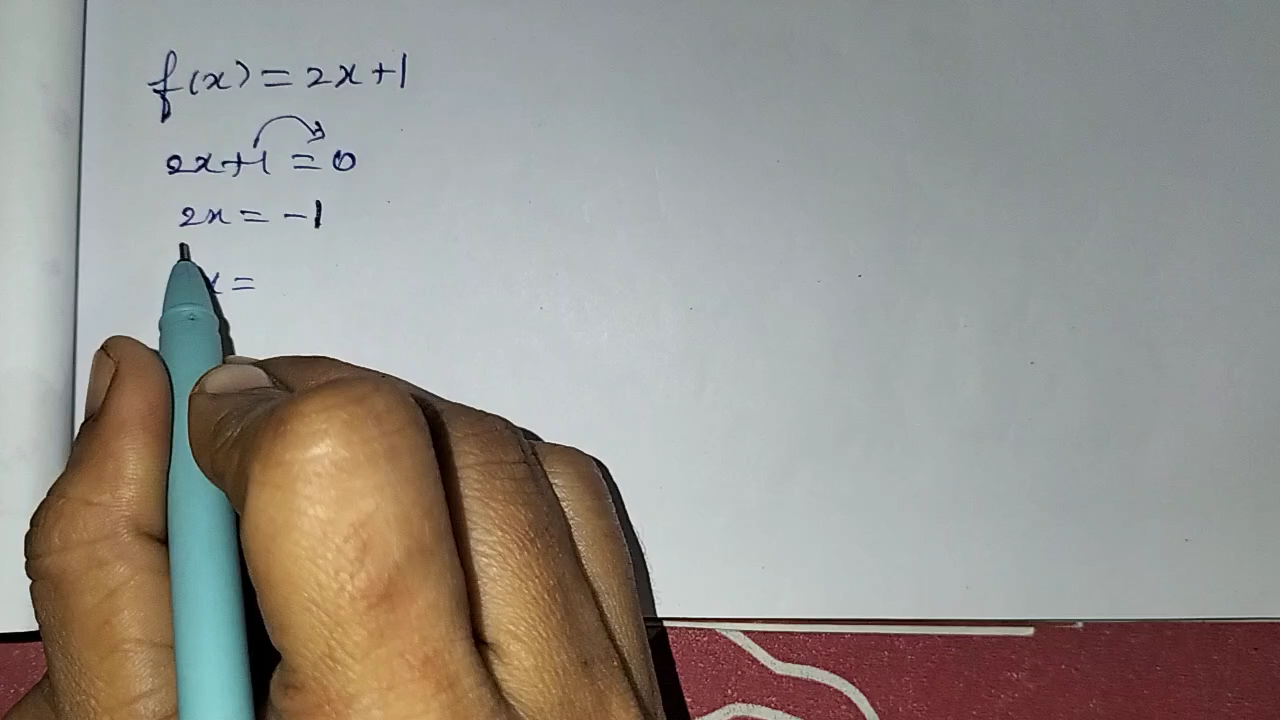 f(x) = 2x+1
2x+1 = 0
2x = -1
x =